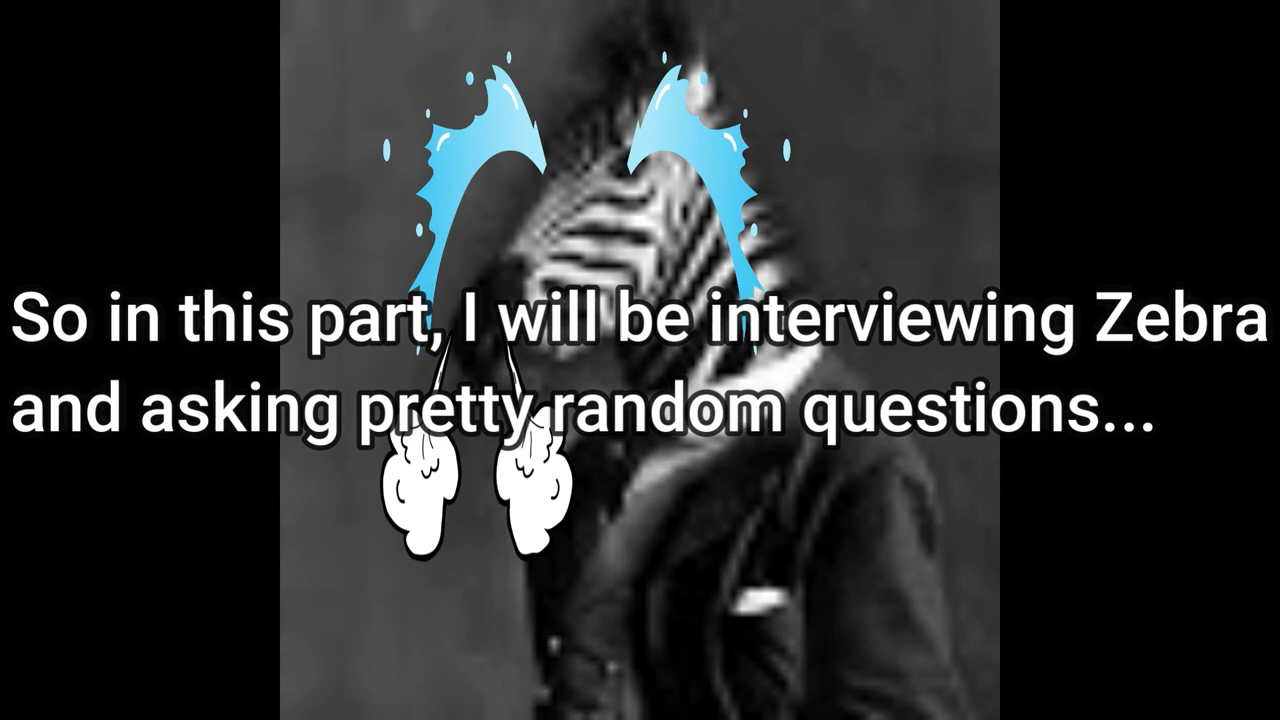 So in this part, I will be interviewing Zebra
and asking pretty random questions...